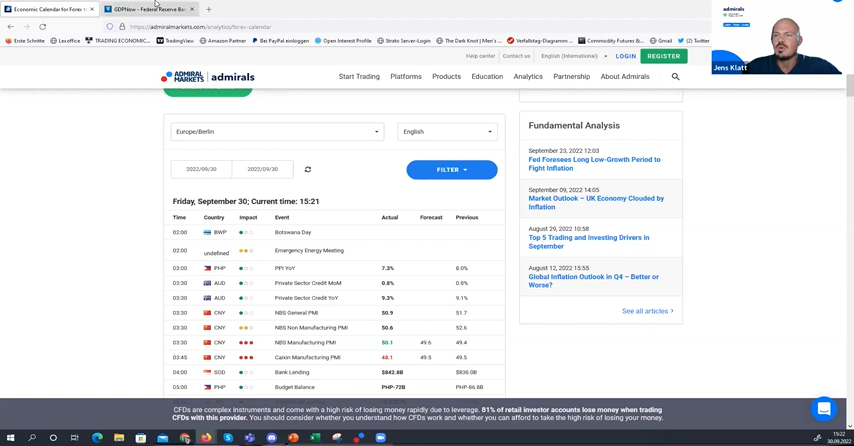 Economic Calendar for Forex t
GDPNow - Federal Reserve Ba
https://admiralmarkets.com/analytics/forex-calendar
Erste Schritte
Lexoffice
TRADING ECONOMIC...
TradingView
Amazon Partner
Bei PayPal einloggen
Open Interest Profile
Strato Server-Login
The Dark Knot | Men's ...
Verfallstag-Diagramm ...
Commodity Futures &...
Gmail
Twitter
admirals
Jens Klatt
Help center
Contact us
English (International)
LOGIN
REGISTER
ADMIRAL MARKETS | admirals
Start Trading
Platforms
Products
Education
Analytics
Partnership
About Admirals
Europe/Berlin
English
2022/09/30
2022/09/30
FILTER
Friday, September 30; Current time: 15:21
Time Country Impact Event Actual Forecast Previous
02:00 BWP Botswana Day
02:00 undefined Emergency Energy Meeting
03:00 PHP PPI YoY 7.3% 8.0%
03:30 AUD Private Sector Credit MoM 0.8% 0.8%
03:30 AUD Private Sector Credit YoY 9.3% 9.1%
03:30 CNY NBS General PMI 50.9 51.7
03:30 CNY NBS Non Manufacturing PMI 50.6 52.6
03:30 CNY NBS Manufacturing PMI 50.1 49.6 49.4
03:45 CNY Caixin Manufacturing PMI 48.1 49.5 49.5
04:00 SGD Bank Lending $842.8B $836.0B
05:00 PHP Budget Balance PHP-72B PHP-86.8B
Fundamental Analysis
September 23, 2022 12:03
Fed Foresees Long Low-Growth Period to
Fight Inflation
September 09, 2022 14:05
Market Outlook – UK Economy Clouded by
Inflation
August 29, 2022 10:58
Top 5 Trading and Investing Drivers in
September
August 12, 2022 15:55
Global Inflation Outlook in Q4 – Better or
Worse?
See all articles
CFDs are complex instruments and come with a high risk of losing money rapidly due to leverage. 81% of retail investor accounts lose money when trading
CFDs with this provider. You should consider whether you understand how CFDs work and whether you can afford to take the high risk of losing your money.
15:22
30.09.2022